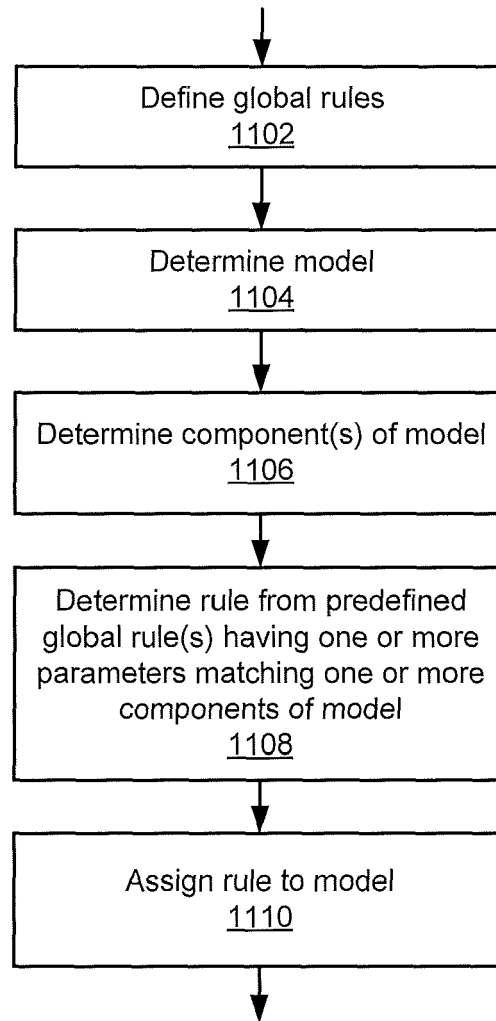 Define global rules
1102
Determine model
1104
Determine component(s) of model
1106
Determine rule from predefined
global rule(s) having one or more
parameters matching one or more
components of model
1108
Assign rule to model
1110